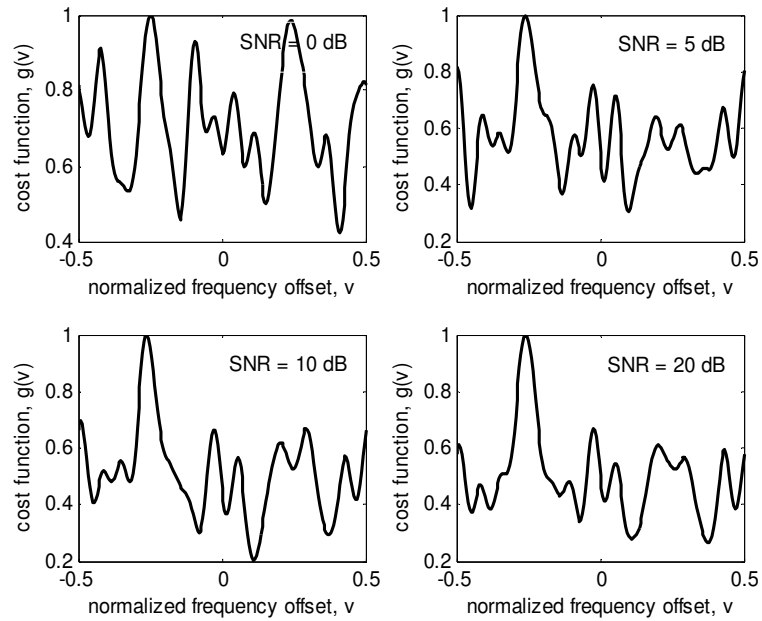 1
0.8
0.6
0.4
-0.5
0
0.5
cost function, g(v)
normalized frequency offset, v
SNR = 0 dB
1
0.8
0.6
0.4
0.2
-0.5
0
0.5
cost function, g(v)
normalized frequency offset, v
SNR = 5 dB
1
0.8
0.6
0.4
0.2
-0.5
0
0.5
cost function, g(v)
normalized frequency offset, v
SNR = 10 dB
1
0.8
0.6
0.4
0.2
-0.5
0
0.5
cost function, g(v)
normalized frequency offset, v
SNR = 20 dB